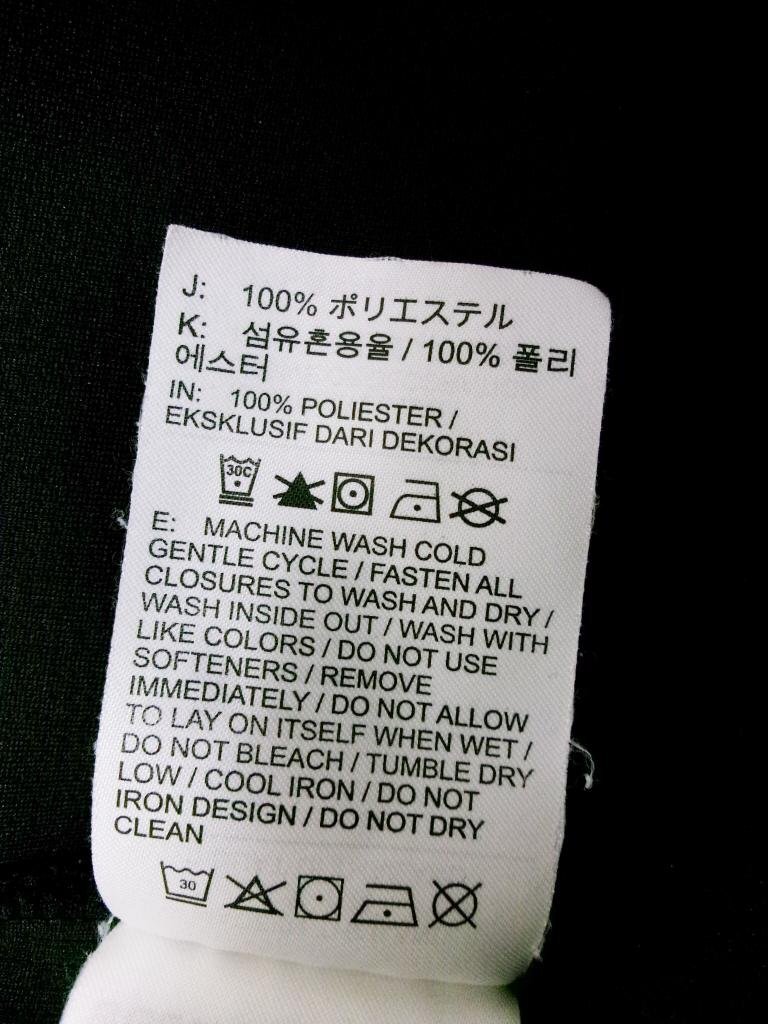 J: 100% ポリエステル
K: 섬유혼용율 / 100% 폴리
에스터
IN: 100% POLIESTER /
EKSKLUSIF DARI DEKORASI
30C
E: MACHINE WASH COLD
GENTLE CYCLE / FASTEN ALL
CLOSURES TO WASH AND DRY /
WASH INSIDE OUT / WASH WITH
LIKE COLORS / DO NOT USE
SOFTENERS / REMOVE
IMMEDIATELY / DO NOT ALLOW
TO LAY ON ITSELF WHEN WET /
DO NOT BLEACH / TUMBLE DRY
LOW / COOL IRON / DO NOT
IRON DESIGN / DO NOT DRY
CLEAN
30